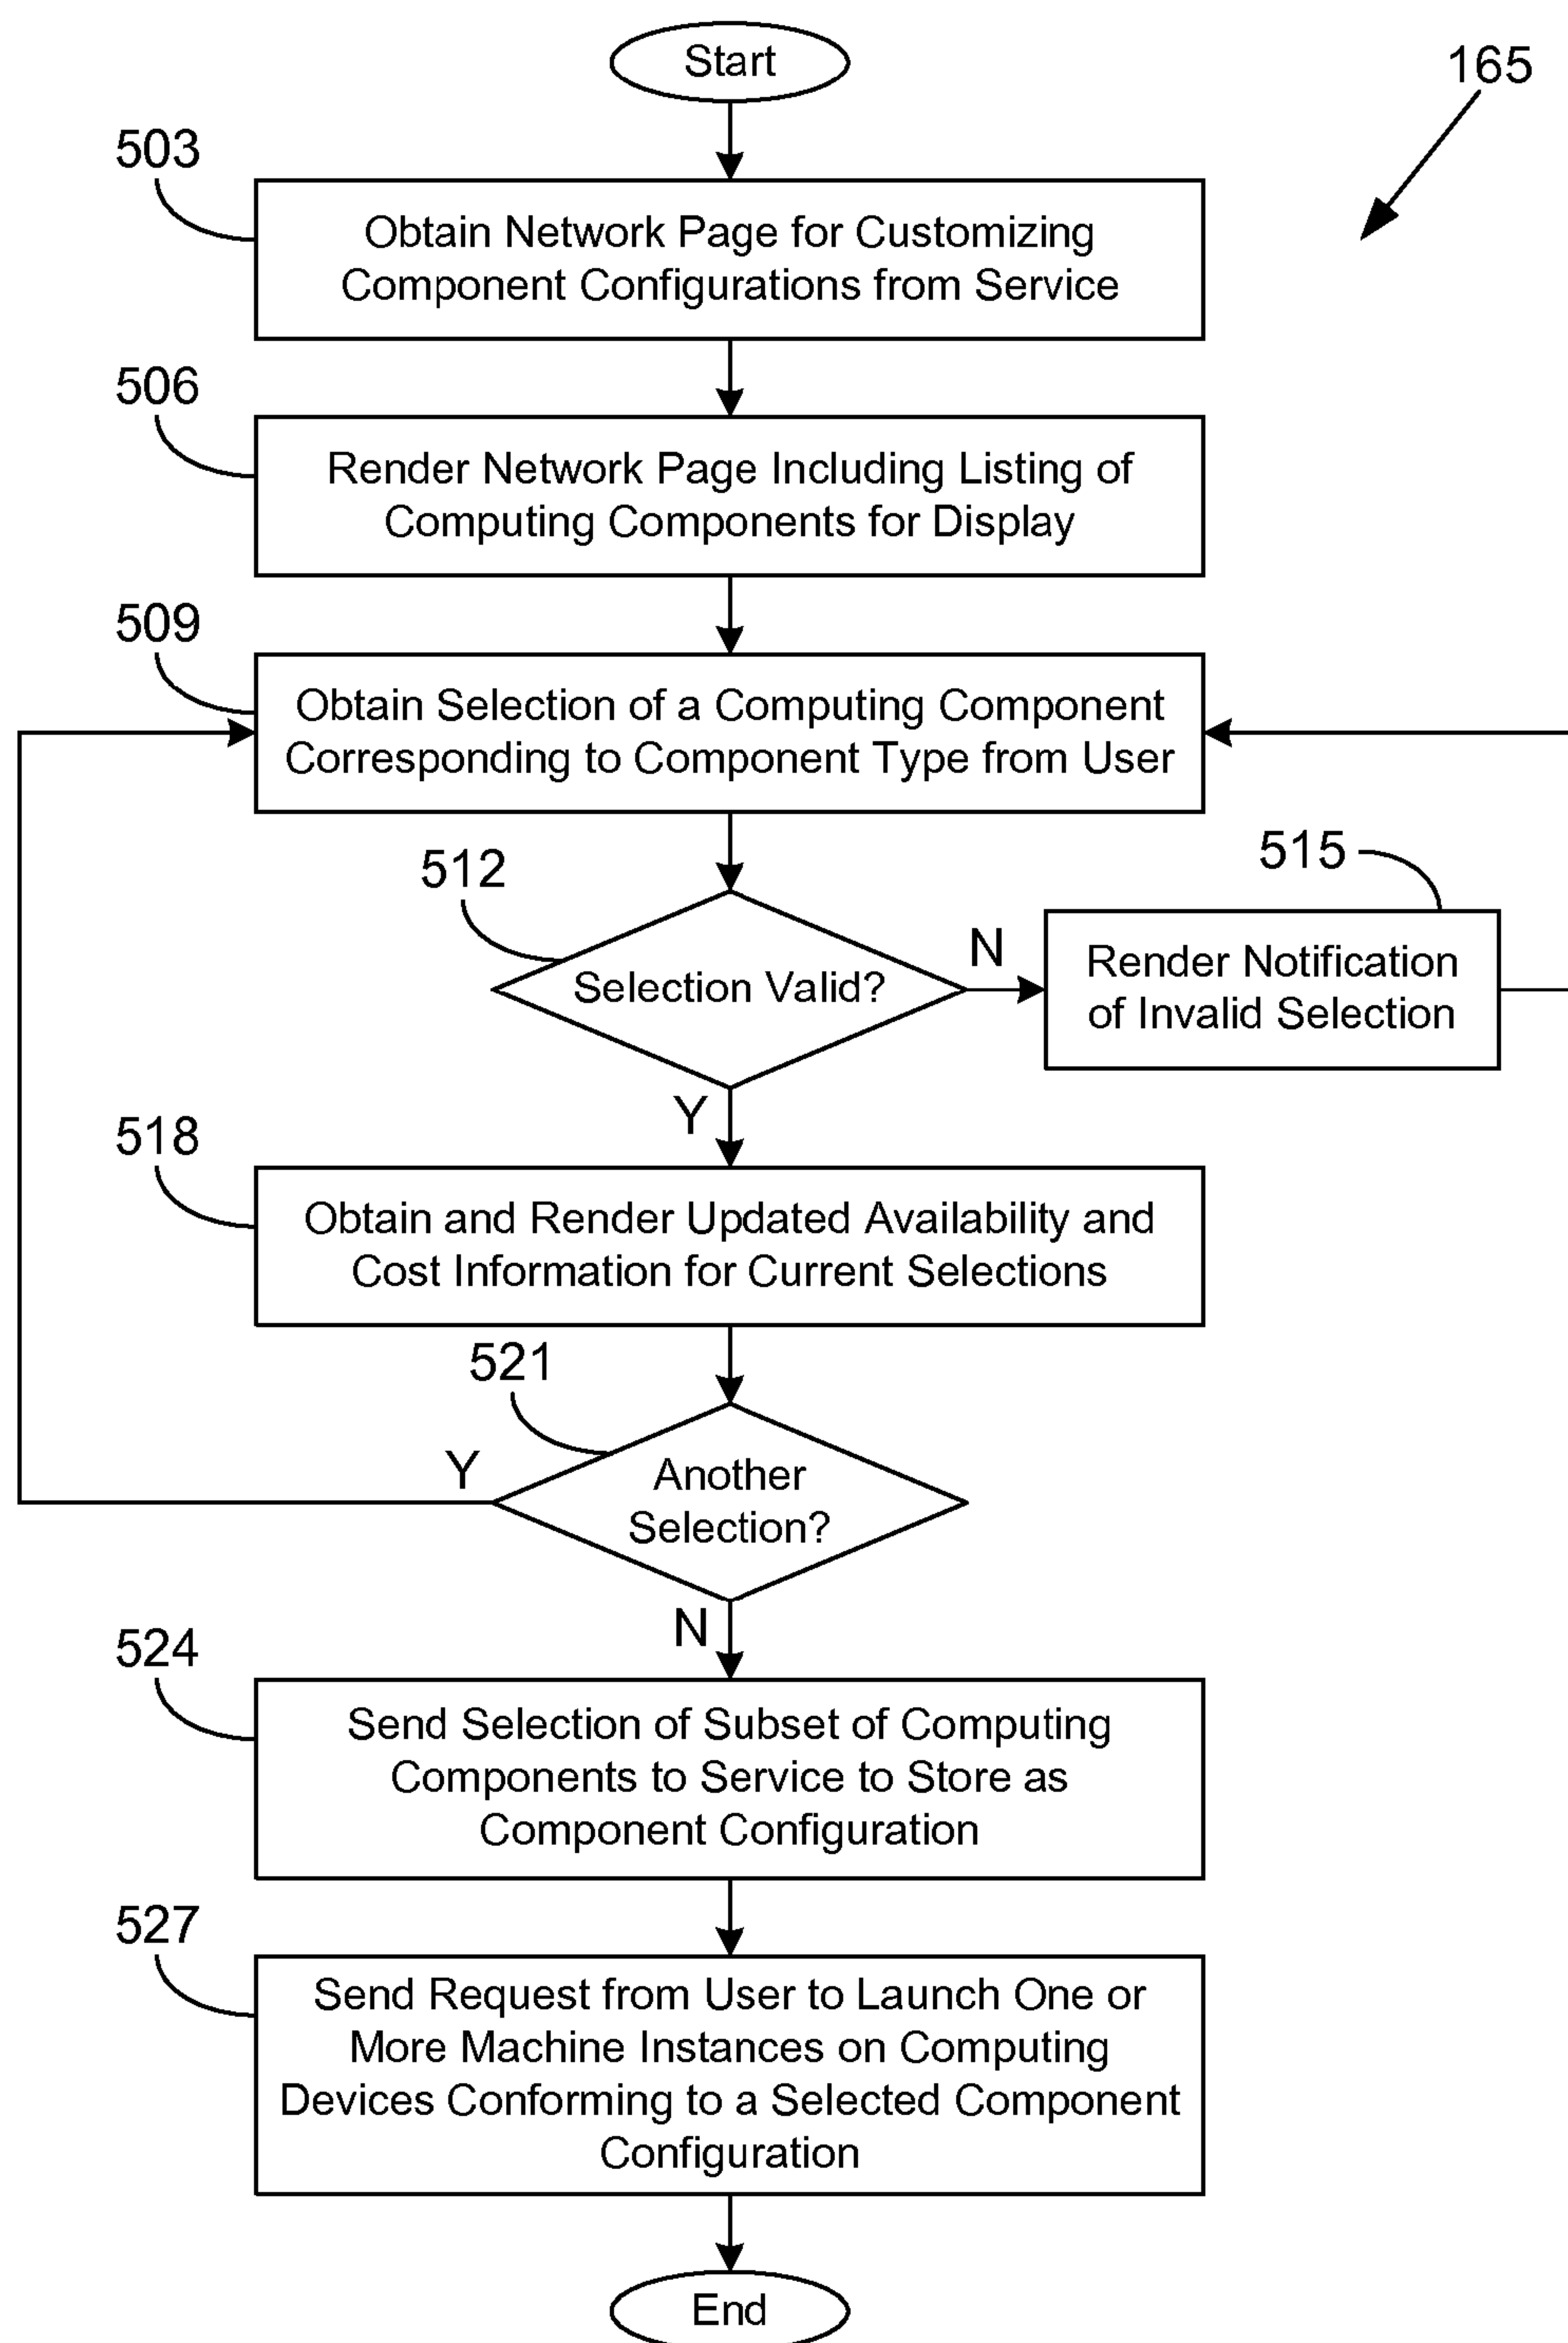 Start
165
503
Obtain Network Page for Customizing
Component Configurations from Service
506
Render Network Page Including Listing of
Computing Components for Display
509
Obtain Selection of a Computing Component
Corresponding to Component Type from User
512
Selection Valid?
N
515
Render Notification
of Invalid Selection
Y
518
Obtain and Render Updated Availability and
Cost Information for Current Selections
521
Another
Selection?
Y
N
524
Send Selection of Subset of Computing
Components to Service to Store as
Component Configuration
527
Send Request from User to Launch One or
More Machine Instances on Computing
Devices Conforming to a Selected Component
Configuration
End